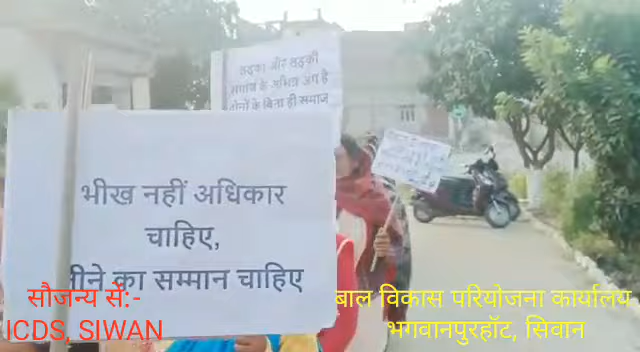 लड़का और लड़की
समाज के अभिन्न अंग है
दोनों के बिना ही समाज
भीख नहीं अधिकार
चाहिए,
जीने का सम्मान चाहिए
सौजन्य से:-
ICDS, SIWAN
बाल विकास परियोजना कार्यालय
भगवानपुरहॉट, सिवान